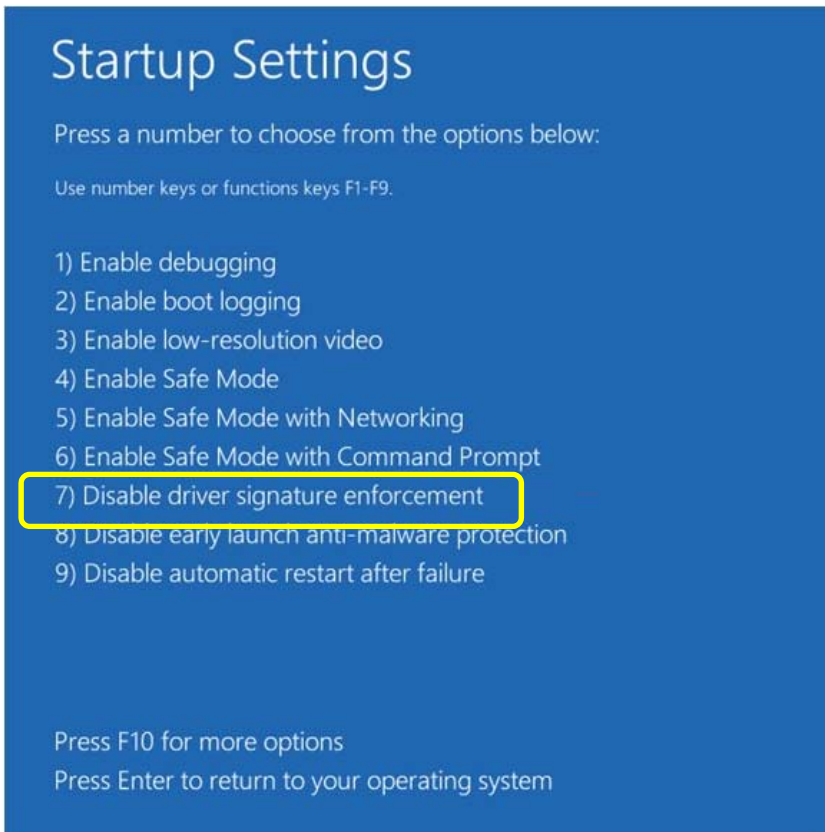 Startup Settings
Press a number to choose from the options below:
Use number keys or functions keys F1-F9.
1) Enable debugging
2) Enable boot logging
3) Enable low-resolution video
4) Enable Safe Mode
5) Enable Safe Mode with Networking
6) Enable Safe Mode with Command Prompt
7) Disable driver signature enforcement
8) Disable early launch anti-malware protection
9) Disable automatic restart after failure
Press F10 for more options
Press Enter to return to your operating system